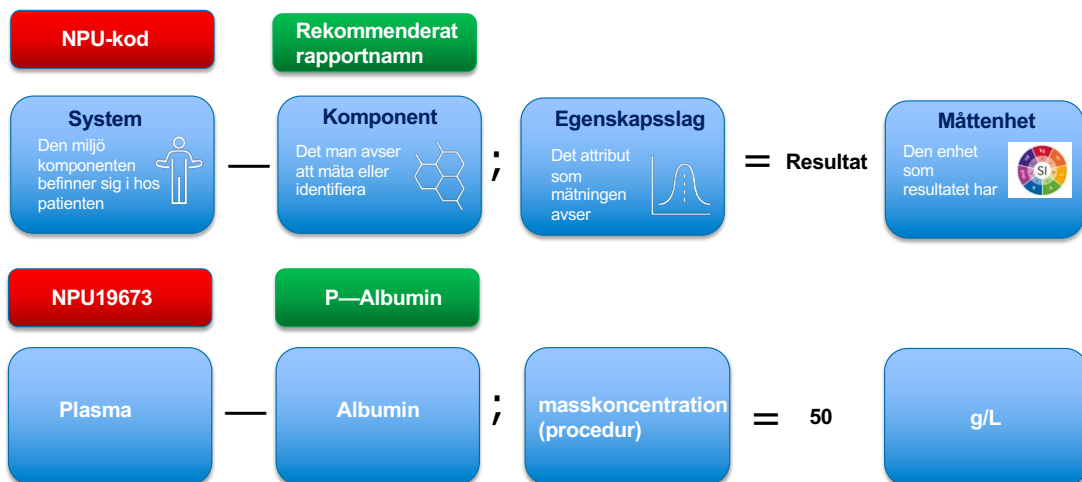 NPU-kod
Rekommenderat
rapportnamn
System
Den miljö
komponenten
befinner sig i hos
patienten
—
Komponent
Det man avser
att mäta eller
identifiera
;
Egenskapsslag
Det attribut
som
mätningen
avser
= Resultat
Måttenhet
Den enhet
som
resultatet har
SI
NPU19673
P—Albumin
Plasma
—
Albumin
;
masskoncentration
(procedur)
= 50
g/L